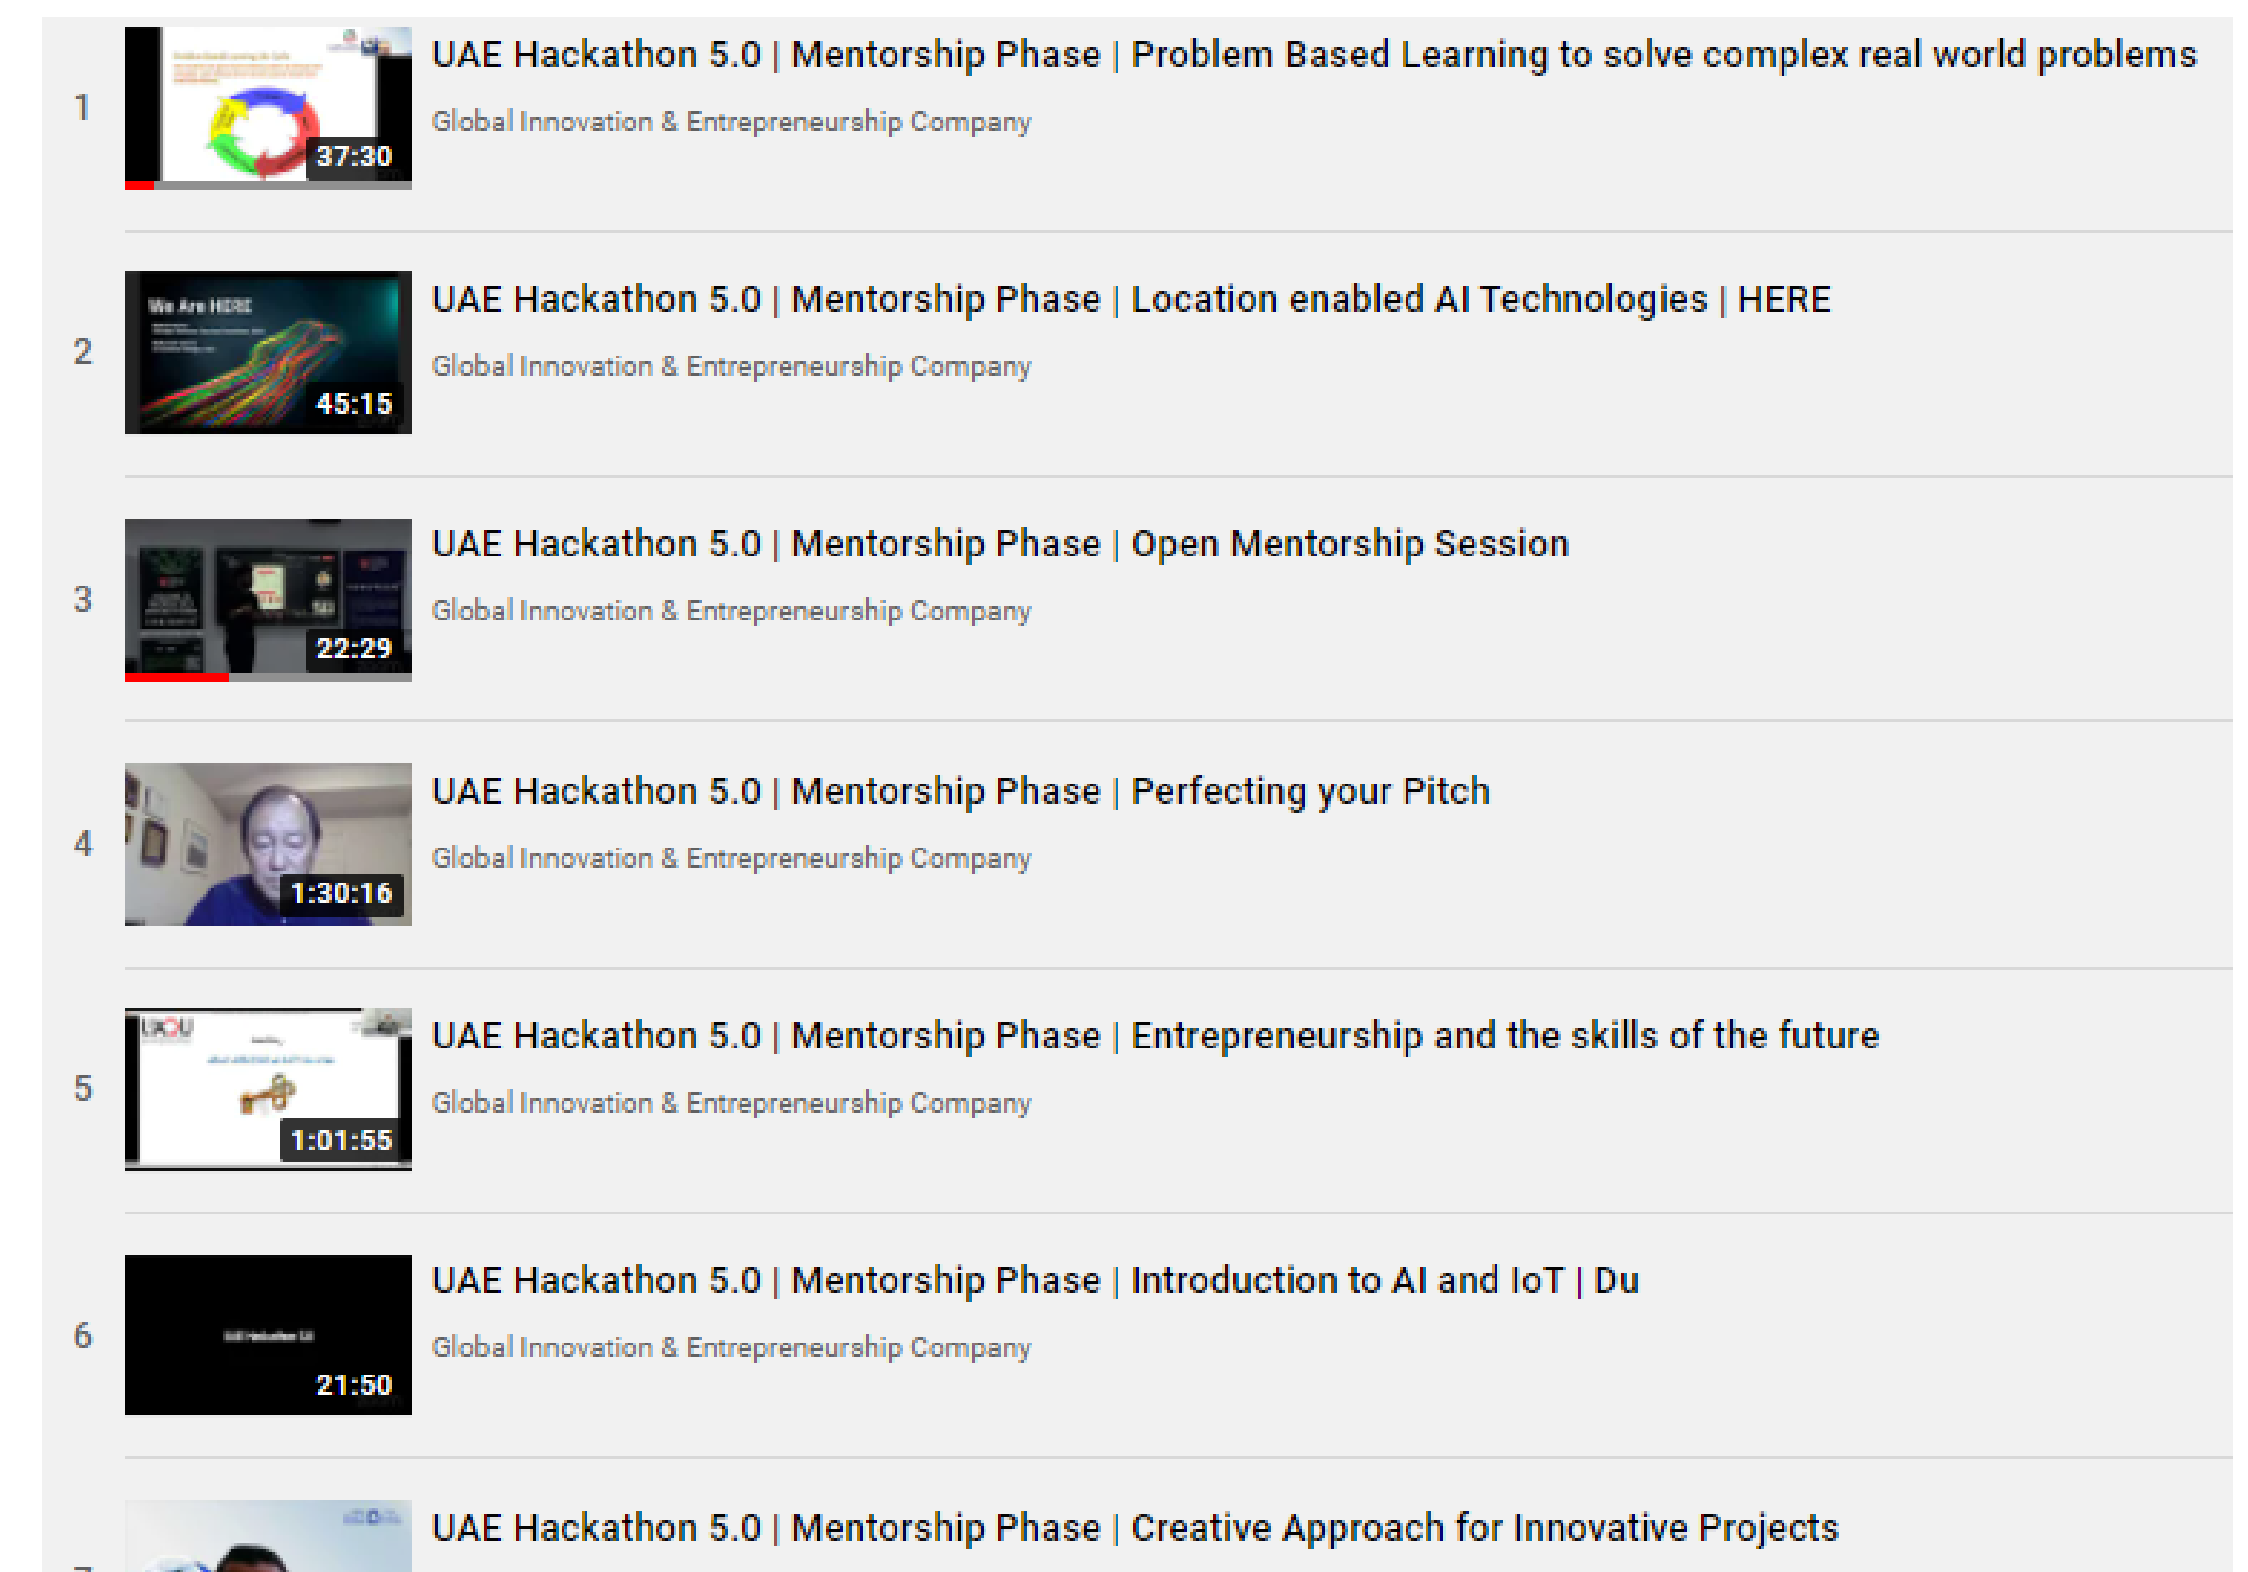 UAE Hackathon 5.0 | Mentorship Phase | Problem Based Learning to solve complex real world problems
1
Global Innovation & Entrepreneurship Company
37:30
UAE Hackathon 5.0 | Mentorship Phase | Location enabled AI Technologies | HERE
We Are HERE
2
Global Innovation & Entrepreneurship Company
45:15
UAE Hackathon 5.0 | Mentorship Phase | Open Mentorship Session
3
Global Innovation & Entrepreneurship Company
22:29
UAE Hackathon 5.0 | Mentorship Phase | Perfecting your Pitch
4
Global Innovation & Entrepreneurship Company
1:30:16
UAE Hackathon 5.0 | Mentorship Phase | Entrepreneurship and the skills of the future
5
Global Innovation & Entrepreneurship Company
1:01:55
UAE Hackathon 5.0 | Mentorship Phase | Introduction to AI and IoT | Du
6
UAE Hackathon 5.0
Global Innovation & Entrepreneurship Company
21:50
UAE Hackathon 5.0 | Mentorship Phase | Creative Approach for Innovative Projects